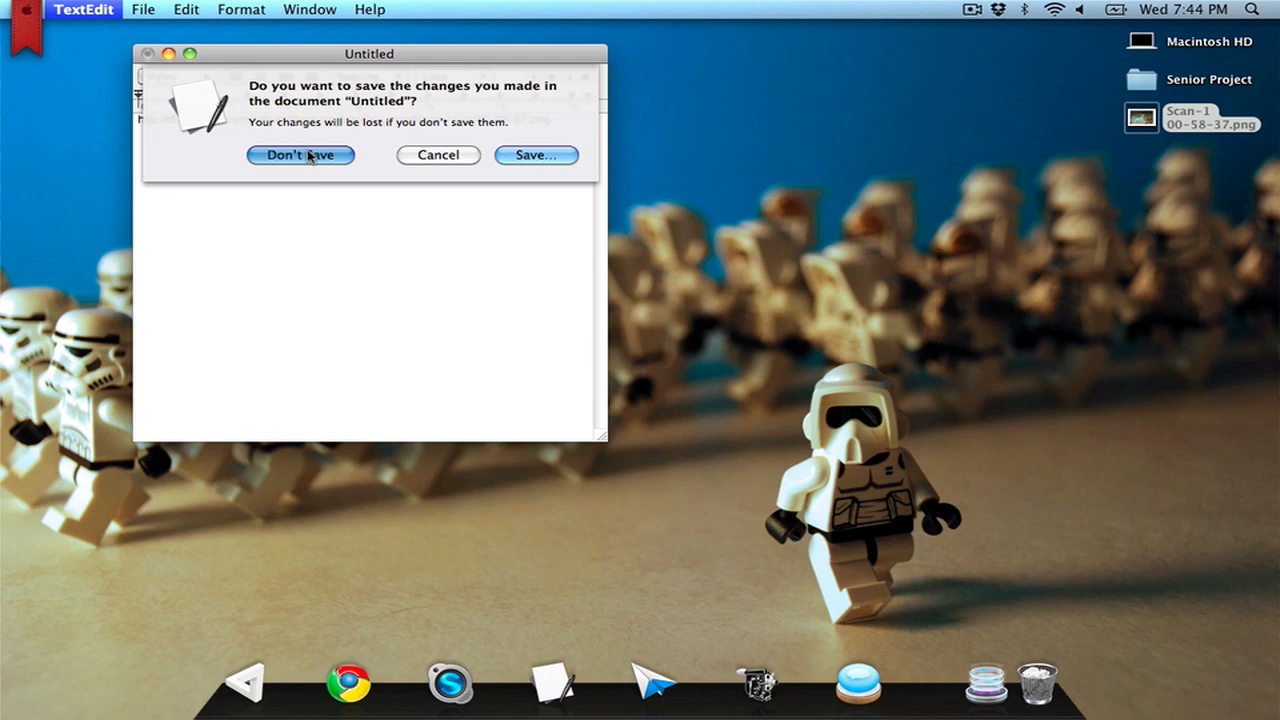 TextEdit File Edit Format Window Help Wed 7:44 PM
Macintosh HD
Senior Project
Scan-1
00-58-37.png
Untitled
Do you want to save the changes you made in
the document "Untitled"?
Your changes will be lost if you don't save them.
Don't Save Cancel Save...